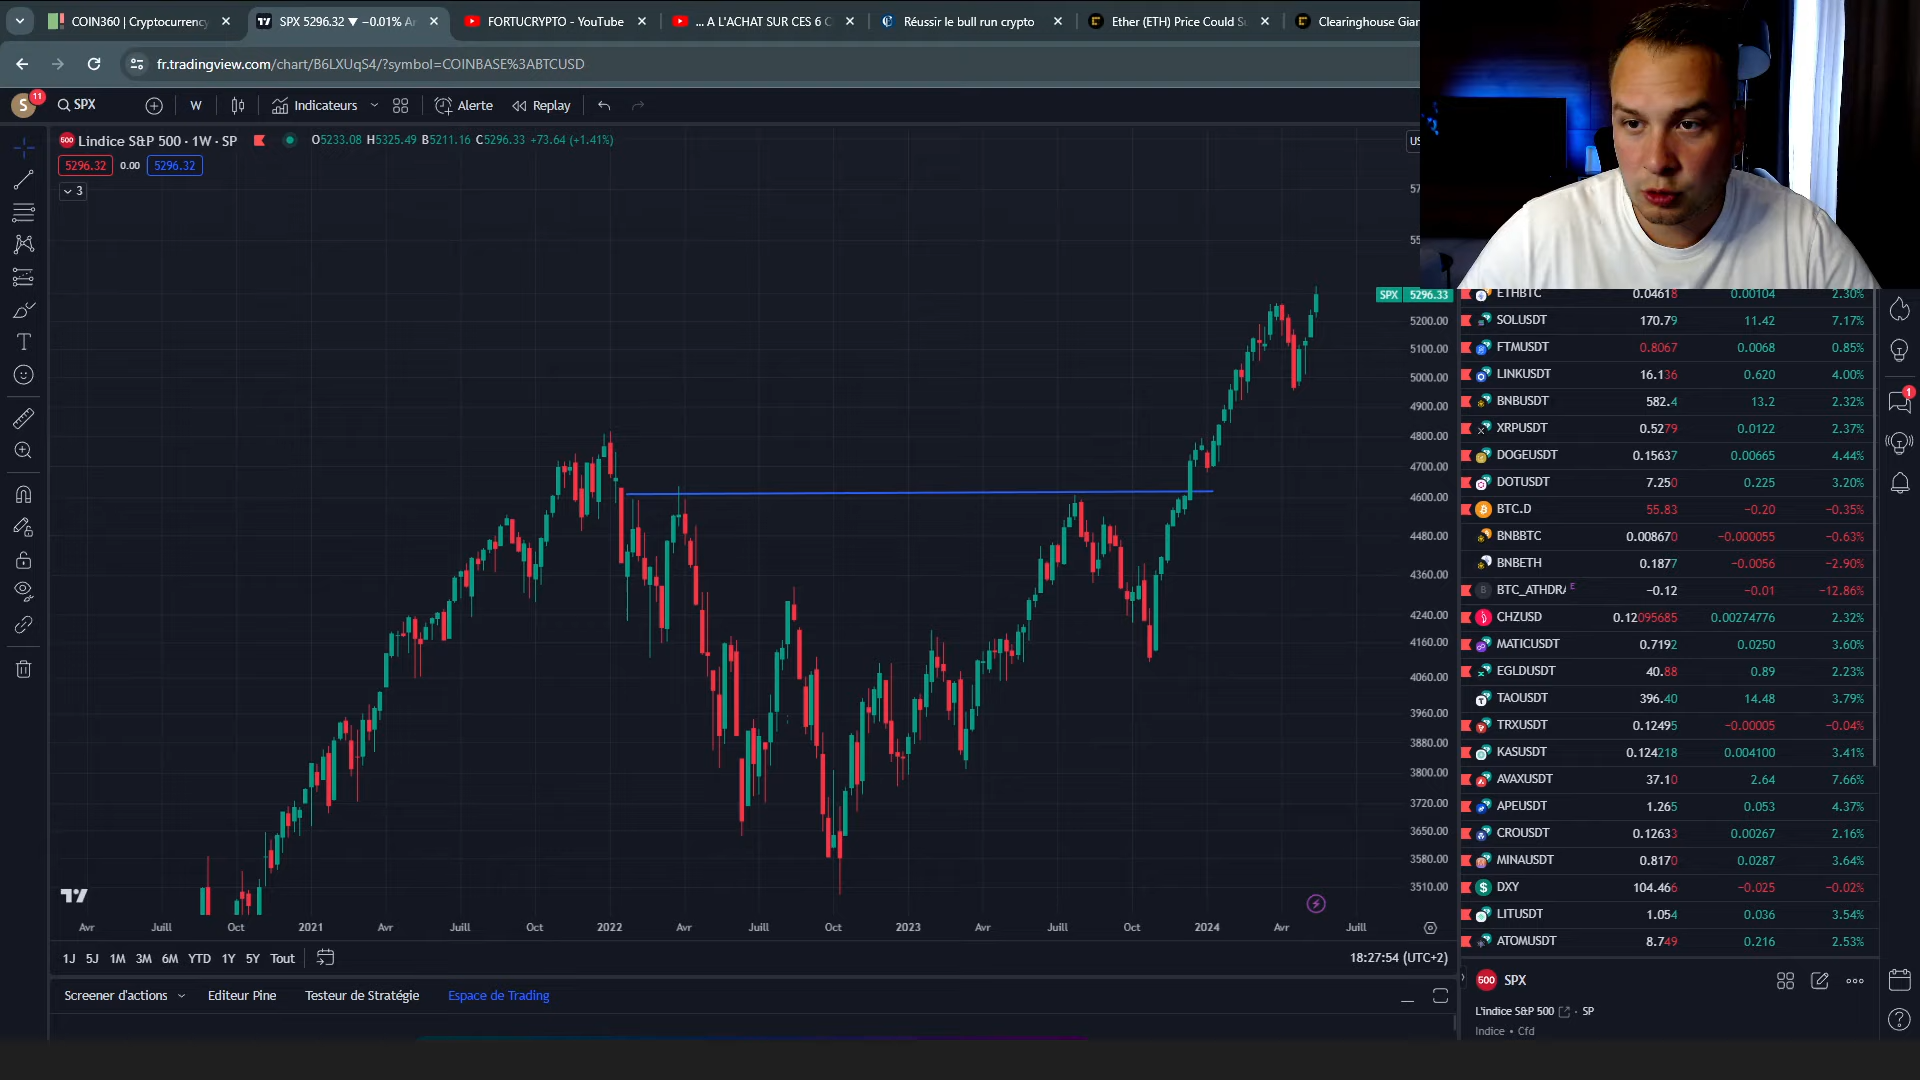 COIN360 | Cryptocurrency
SPX 5296.32 ▼ −0.01% Ar
FORTUCRYPTO - YouTube
... A L'ACHAT SUR CES 6 C
Réussir le bull run crypto
Ether (ETH) Price Could S
Clearinghouse Gian
fr.tradingview.com/chart/B6LXUqS4/?symbol=COINBASE%3ABTCUSD
S
11
SPX
W
Indicateurs
Alerte
Replay
500
L'indice S&P 500 · 1W · SP
O5233.08 H5325.49 B5211.16 C5296.33 +73.64 (+1.41%)
5296.32
0.00
5296.32
3
SPX 5296.33
5200.00
5100.00
5000.00
4900.00
4800.00
4700.00
4600.00
4480.00
4360.00
4240.00
4160.00
4060.00
3960.00
3880.00
3800.00
3720.00
3650.00
3580.00
3510.00
Avr Juill Oct 2021 Avr Juill Oct 2022 Avr Juill Oct 2023 Avr Juill Oct 2024 Avr Juill
1J 5J 1M 3M 6M YTD 1Y 5Y Tout
18:27:54 (UTC+2)
Screener d'actions
Editeur Pine
Testeur de Stratégie
Espace de Trading
ETHBTC 0.04618 0.00104 2.30%
SOLUSDT 170.79 11.42 7.17%
FTMUSDT 0.8067 0.0068 0.85%
LINKUSDT 16.136 0.620 4.00%
BNBUSDT 582.4 13.2 2.32%
XRPUSDT 0.5279 0.0122 2.37%
DOGEUSDT 0.15637 0.00665 4.44%
DOTUSDT 7.250 0.225 3.20%
BTC.D 55.83 −0.20 −0.35%
BNBBTC 0.008670 −0.000055 −0.63%
BNBETH 0.1877 −0.0056 −2.90%
BTC_ATHDRA E −0.12 −0.01 −12.86%
CHZUSD 0.12095685 0.00274776 2.32%
MATICUSDT 0.7192 0.0250 3.60%
EGLDUSDT 40.88 0.89 2.23%
TAOUSDT 396.40 14.48 3.79%
TRXUSDT 0.12495 −0.00005 −0.04%
KASUSDT 0.124218 0.004100 3.41%
AVAXUSDT 37.10 2.64 7.66%
APEUSDT 1.265 0.053 4.37%
CROUSDT 0.12633 0.00267 2.16%
MINAUSDT 0.8170 0.0287 3.64%
DXY 104.466 −0.025 −0.02%
LITUSDT 1.054 0.036 3.54%
ATOMUSDT 8.749 0.216 2.53%
500 SPX
L'indice S&P 500 · SP
Indice • Cfd
1